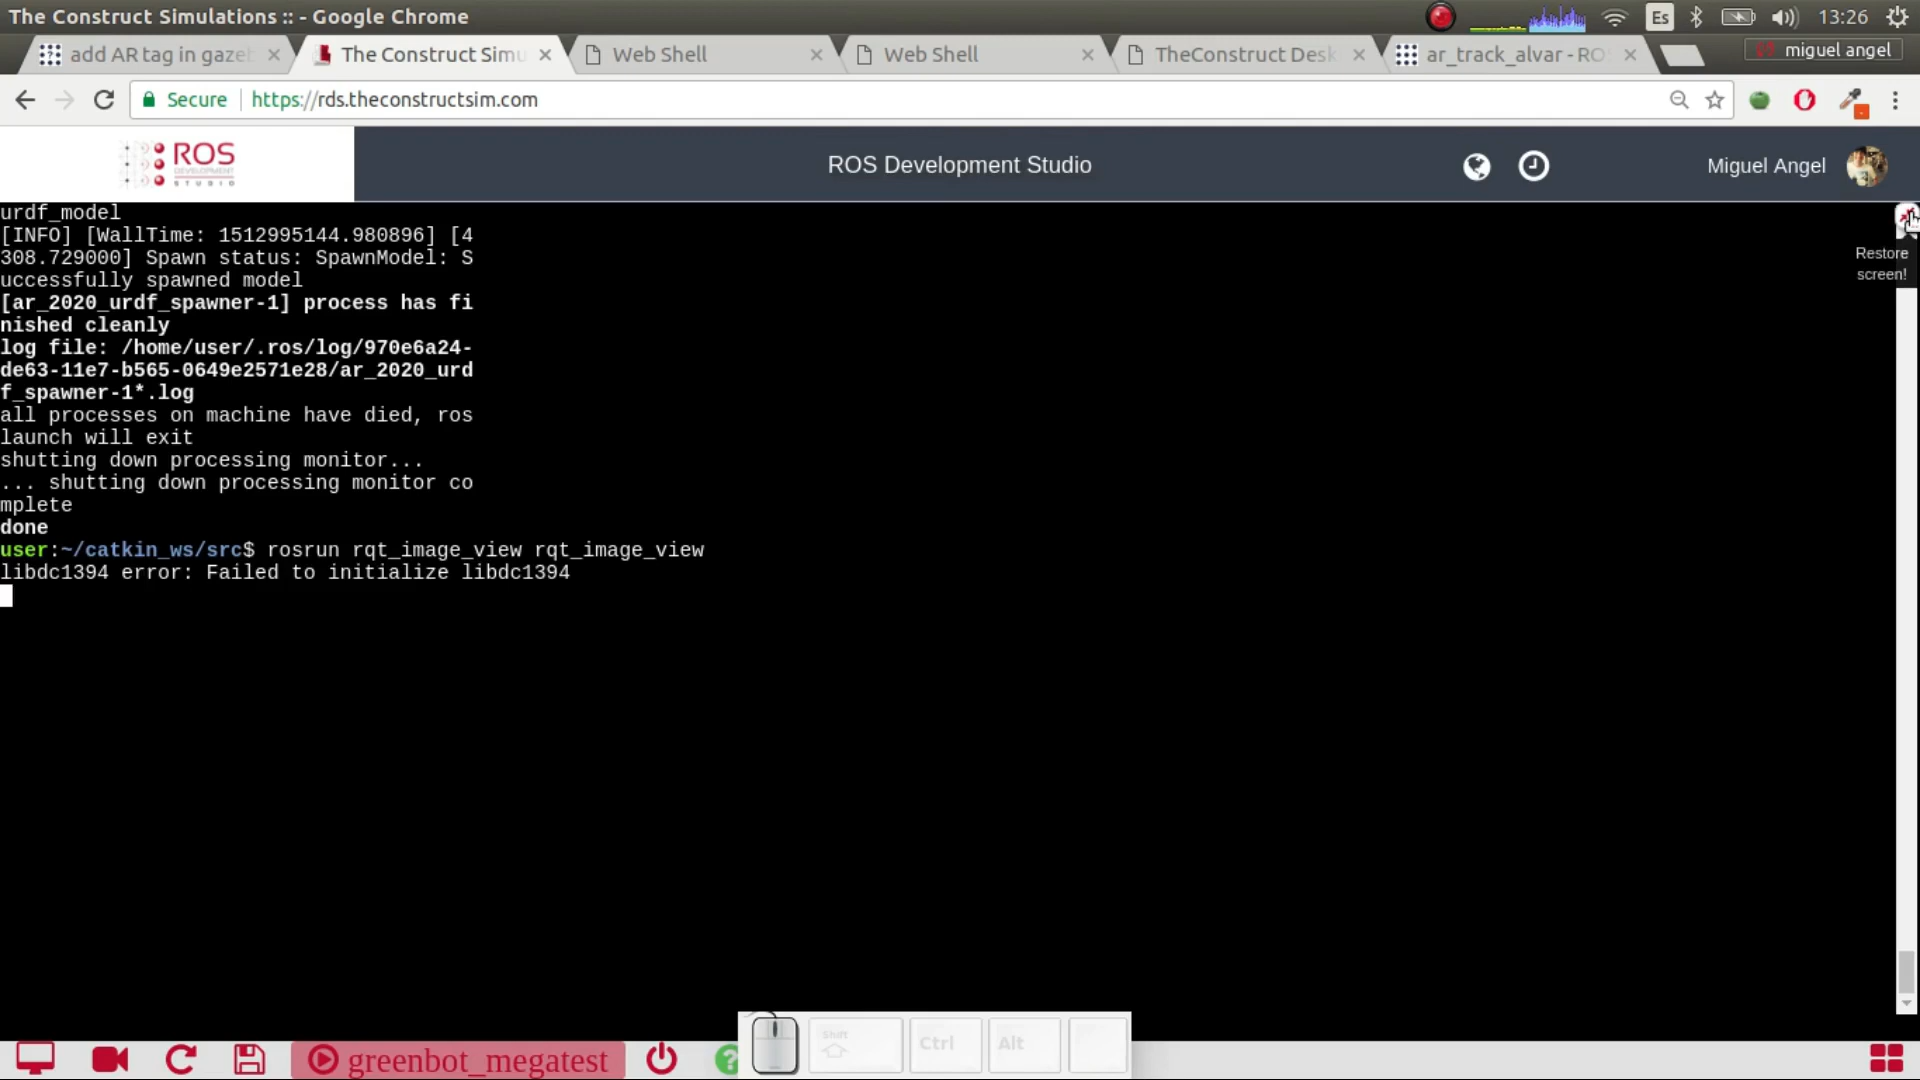 The Construct Simulations :: - Google Chrome
Es
13:26
add AR tag in gazeb
The Construct Simu
Web Shell
Web Shell
TheConstruct Desk
ar_track_alvar - RO
miguel angel
Secure
https://rds.theconstructsim.com
ROS
DEVELOPMENT
STUDIO
ROS Development Studio
Miguel Angel
Restore
screen!
urdf_model
[INFO] [WallTime: 1512995144.980896] [4
308.729000] Spawn status: SpawnModel: S
uccessfully spawned model
[ar_2020_urdf_spawner-1] process has fi
nished cleanly
log file: /home/user/.ros/log/970e6a24-
de63-11e7-b565-0649e2571e28/ar_2020_urd
f_spawner-1*.log
all processes on machine have died, ros
launch will exit
shutting down processing monitor...
... shutting down processing monitor co
mplete
done
user:~/catkin_ws/src$ rosrun rqt_image_view rqt_image_view
libdc1394 error: Failed to initialize libdc1394
greenbot_megatest
?
Shift
Ctrl
Alt